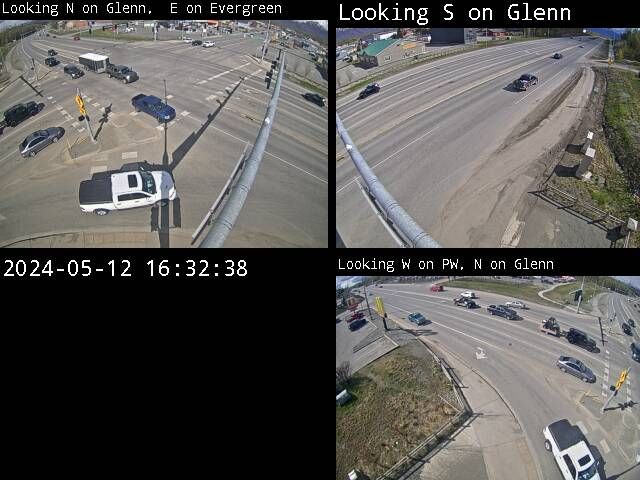 Looking N on Glenn, E on Evergreen
Looking S on Glenn
2024-05-12 16:32:38
Looking W on PW, N on Glenn